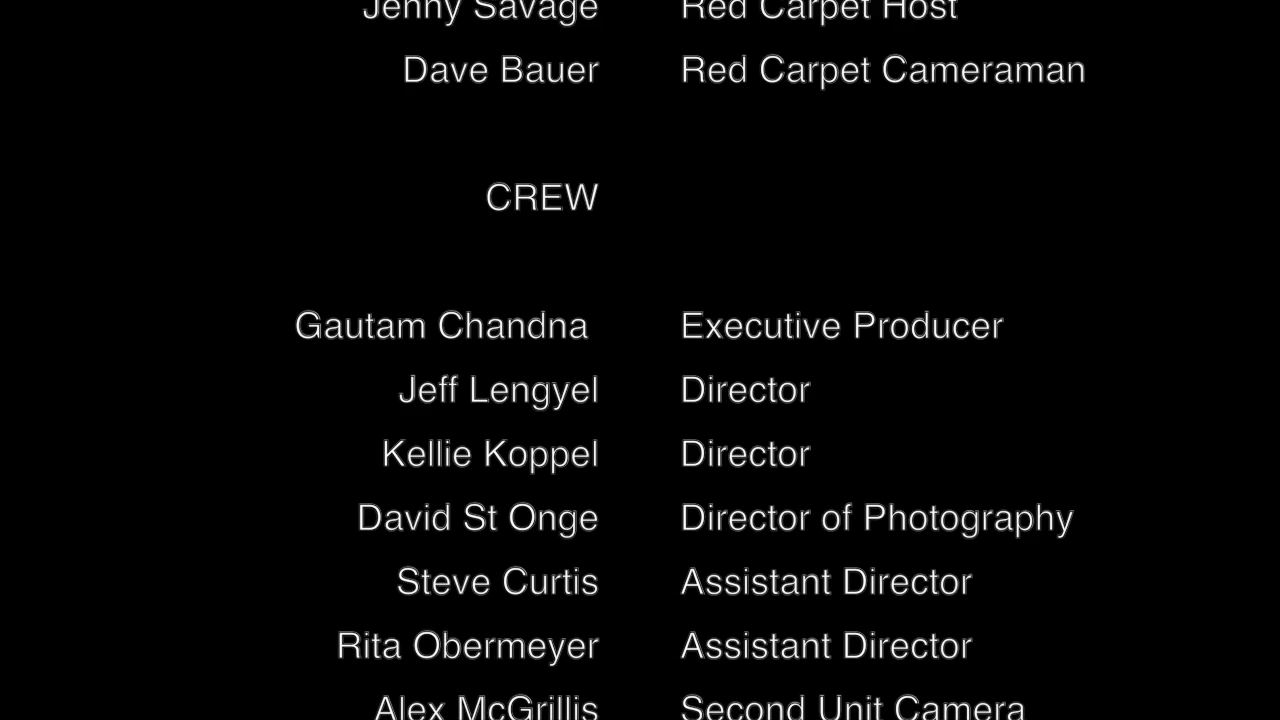 Jenny Savage Red Carpet Host
Dave Bauer Red Carpet Cameraman
CREW
Gautam Chandna Executive Producer
Jeff Lengyel Director
Kellie Koppel Director
David St Onge Director of Photography
Steve Curtis Assistant Director
Rita Obermeyer Assistant Director
Alex McGrillis Second Unit Camera